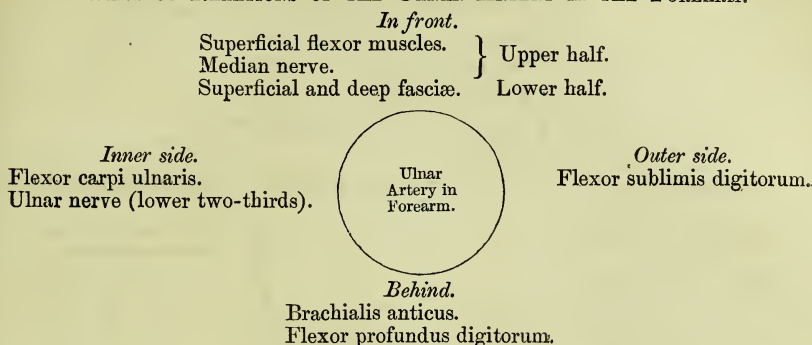 In front.
Superficial flexor muscles. } Upper half.
Median nerve.
Superficial and deep fasciæ. Lower half.
Inner side.
Flexor carpi ulnaris.
Ulnar nerve (lower two-thirds).
Ulnar
Artery in
Forearm.
Outer side.
Flexor sublimis digitorum.
Behind.
Brachialis anticus.
Flexor profundus digitorum.